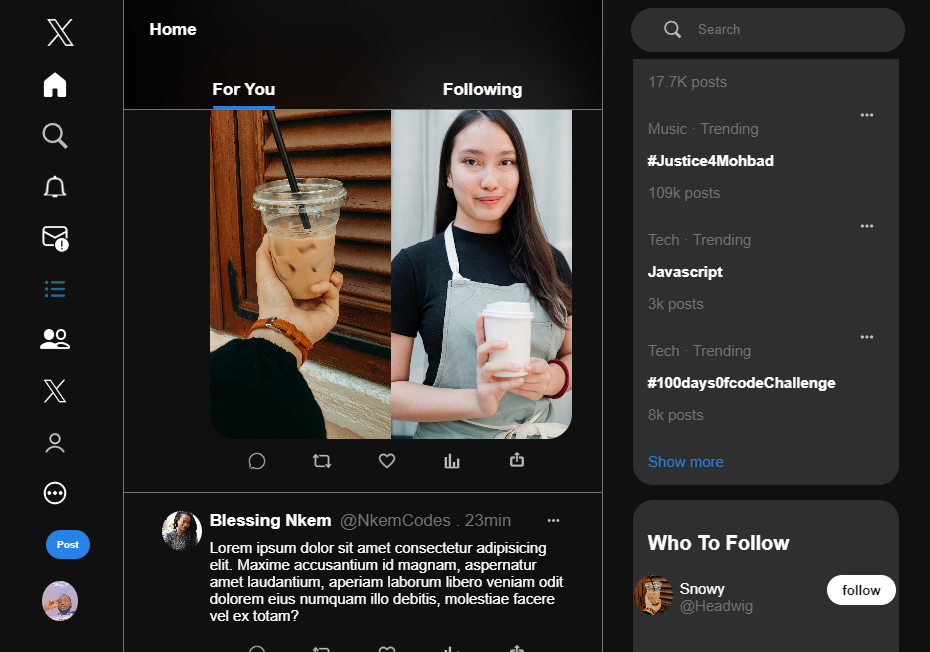 Home
For You
Following
Search
17.7K posts
Music · Trending
#Justice4Mohbad
109k posts
Tech · Trending
Javascript
3k posts
Tech · Trending
#100days0fcodeChallenge
8k posts
Show more
Post
Blessing Nkem @NkemCodes . 23min
Lorem ipsum dolor sit amet consectetur adipisicing
elit. Maxime accusantium id magnam, aspernatur
amet laudantium, aperiam laborum libero veniam odit
dolorem eius numquam illo debitis, molestiae facere
vel ex totam?
Who To Follow
Snowy
@Headwig
follow